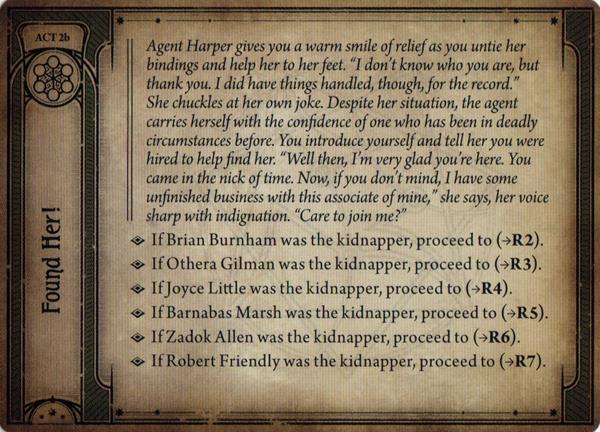 ACT 2b
Found Her!
Agent Harper gives you a warm smile of relief as you untie her
bindings and help her to her feet. “I don’t know who you are, but
thank you. I did have things handled, though, for the record.”
She chuckles at her own joke. Despite her situation, the agent
carries herself with the confidence of one who has been in deadly
circumstances before. You introduce yourself and tell her you were
hired to help find her. “Well then, I’m very glad you’re here. You
came in the nick of time. Now, if you don’t mind, I have some
unfinished business with this associate of mine,” she says, her voice
sharp with indignation. “Care to join me?”
If Brian Burnham was the kidnapper, proceed to (→R2).
If Othera Gilman was the kidnapper, proceed to (→R3).
If Joyce Little was the kidnapper, proceed to (→R4).
If Barnabas Marsh was the kidnapper, proceed to (→R5).
If Zadok Allen was the kidnapper, proceed to (→R6).
If Robert Friendly was the kidnapper, proceed to (→R7).